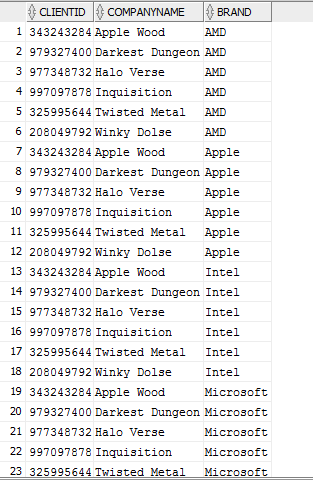 CLIENTID COMPANYNAME BRAND
1 343243284 Apple Wood AMD
2 979327400 Darkest Dungeon AMD
3 977348732 Halo Verse AMD
4 997097878 Inquisition AMD
5 325995644 Twisted Metal AMD
6 208049792 Winky Dolse AMD
7 343243284 Apple Wood Apple
8 979327400 Darkest Dungeon Apple
9 977348732 Halo Verse Apple
10 997097878 Inquisition Apple
11 325995644 Twisted Metal Apple
12 208049792 Winky Dolse Apple
13 343243284 Apple Wood Intel
14 979327400 Darkest Dungeon Intel
15 977348732 Halo Verse Intel
16 997097878 Inquisition Intel
17 325995644 Twisted Metal Intel
18 208049792 Winky Dolse Intel
19 343243284 Apple Wood Microsoft
20 979327400 Darkest Dungeon Microsoft
21 977348732 Halo Verse Microsoft
22 997097878 Inquisition Microsoft
23 325995644 Twisted Metal Microsoft